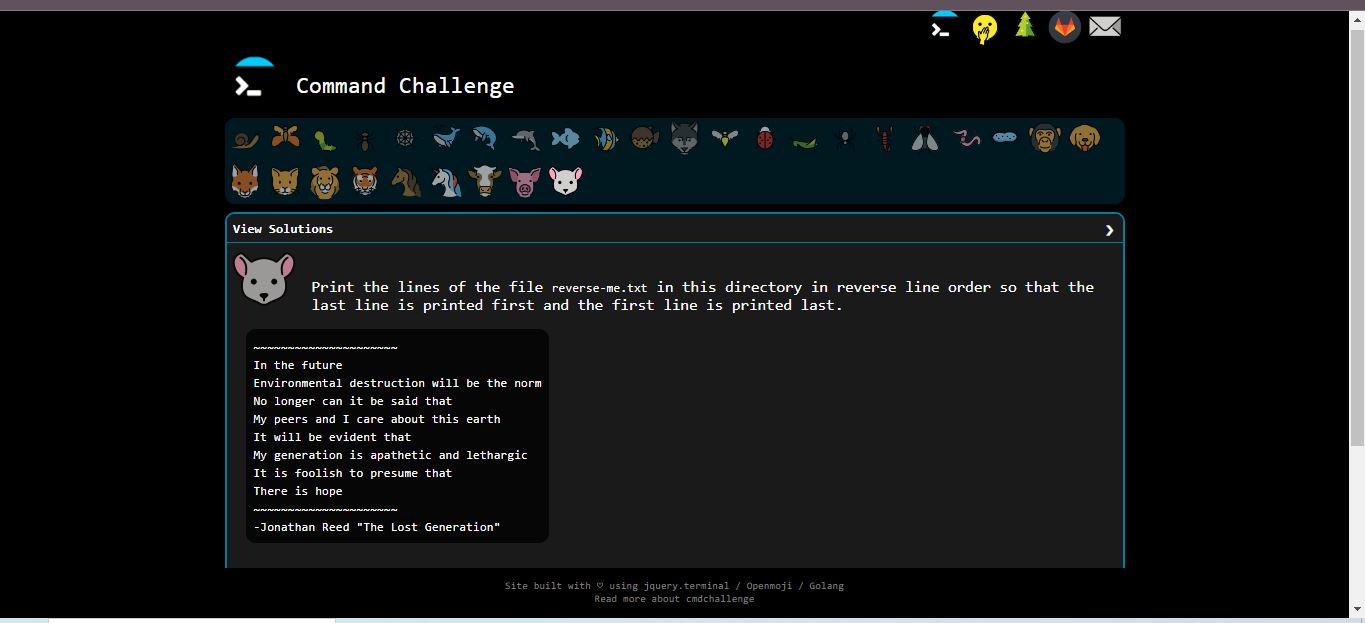 Command Challenge
View Solutions
Print the lines of the file reverse-me.txt in this directory in reverse line order so that the
last line is printed first and the first line is printed last.
~~~~~~~~~~~~~~~~~~~~~
In the future
Environmental destruction will be the norm
No longer can it be said that
My peers and I care about this earth
It will be evident that
My generation is apathetic and lethargic
It is foolish to presume that
There is hope
~~~~~~~~~~~~~~~~~~~~~
-Jonathan Reed "The Lost Generation"
Site built with ♡ using jquery.terminal / Openmoji / Golang
Read more about cmdchallenge